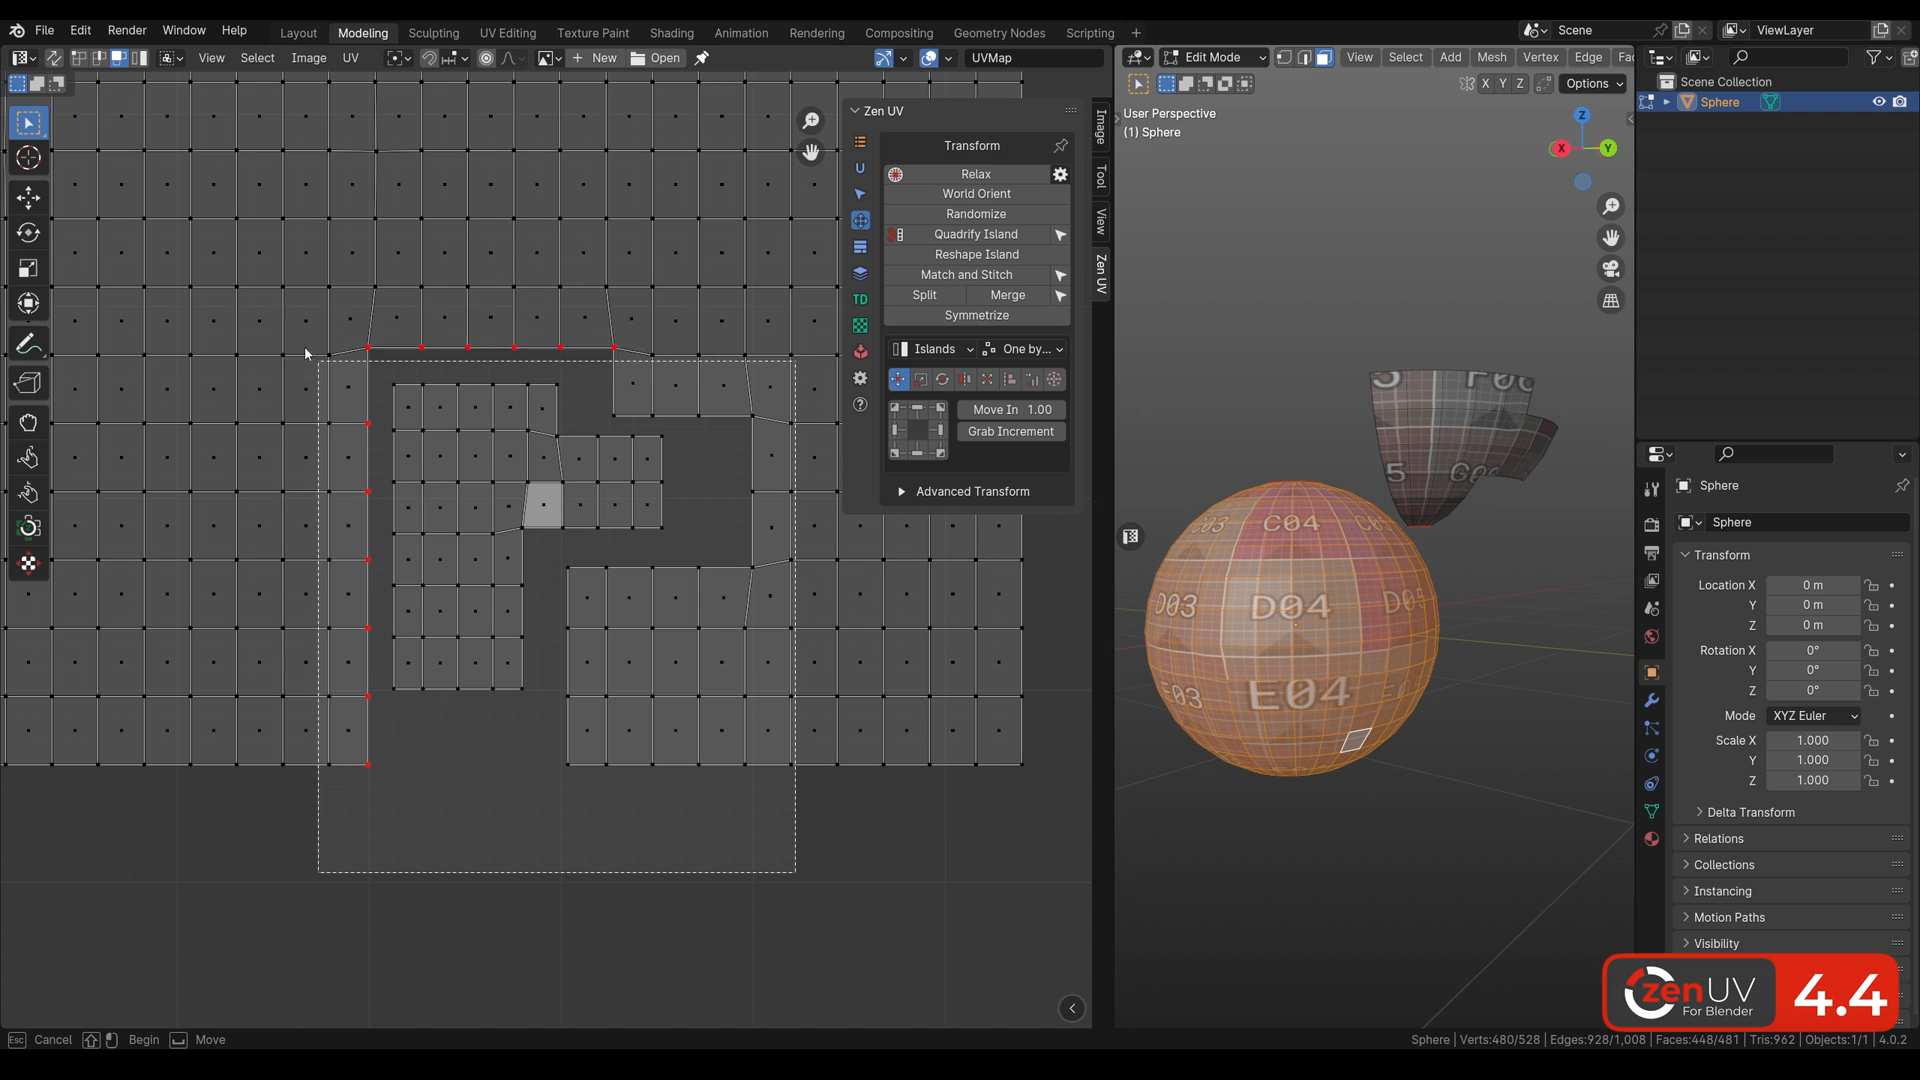 File Edit Render Window Help Layout Modeling Sculpting UV Editing Texture Paint Shading Animation Rendering Compositing Geometry Nodes Scripting + Scene ViewLayer
View Select Image UV + New Open UVMap Edit Mode View Select Add Mesh Vertex Edge Fac
X Y Z Options
Scene Collection
Sphere
User Perspective
(1) Sphere
Z
X
Y
Image
Tool
View
Zen UV
Zen UV
Transform
Relax
World Orient
Randomize
Quadrify Island
Reshape Island
Match and Stitch
Split Merge
TD
Symmetrize
Islands One by...
Move In 1.00
Grab Increment
Advanced Transform
C04
D03 D04 D05
E03 E04
5
Sphere
Sphere
Transform
Location X 0 m
Y 0 m
Z 0 m
Rotation X 0°
Y 0°
Z 0°
Mode XYZ Euler
Scale X 1.000
Y 1.000
Z 1.000
Delta Transform
Relations
Collections
Instancing
Motion Paths
Visibility
zenUV
For Blender
4.4
Esc Cancel Begin Move
Sphere | Verts:480/528 | Edges:928/1,008 | Faces:448/481 | Tris:962 | Objects:1/1 | 4.0.2